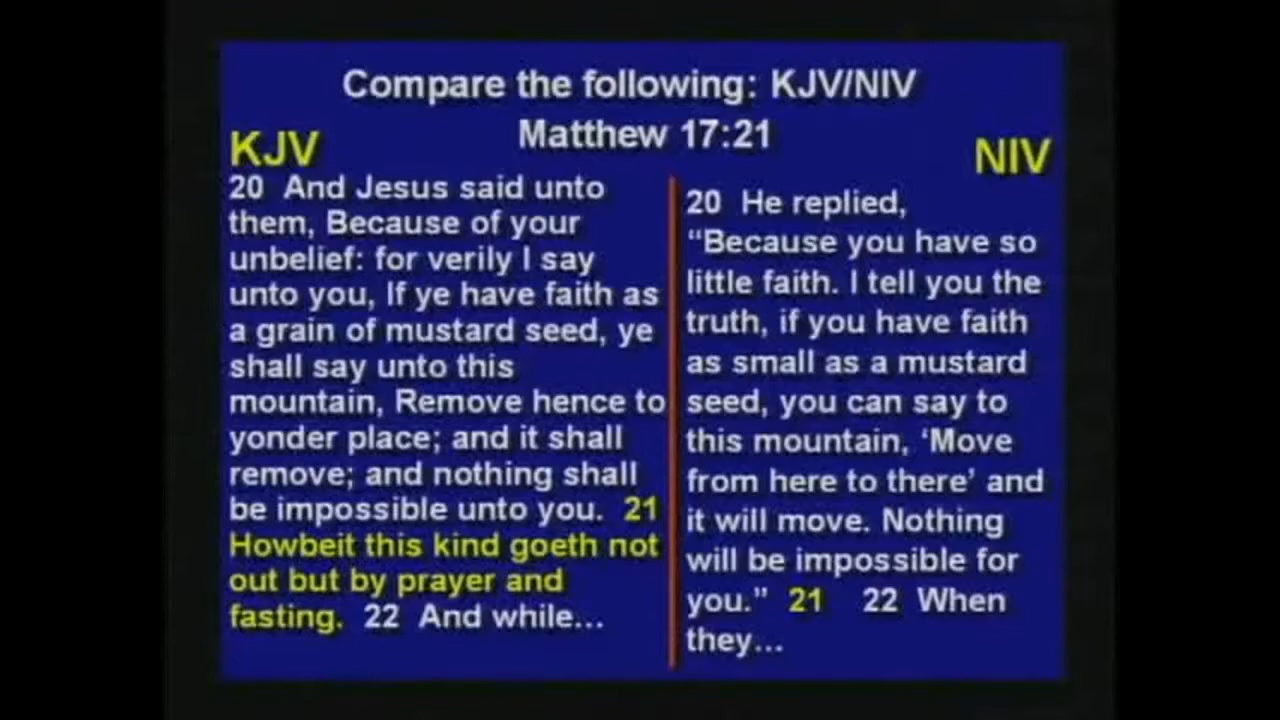 Compare the following: KJV/NIV
Matthew 17:21
KJV
20 And Jesus said unto
them, Because of your
unbelief: for verily I say
unto you, If ye have faith as
a grain of mustard seed, ye
shall say unto this
mountain, Remove hence to
yonder place; and it shall
remove; and nothing shall
be impossible unto you. 21
Howbeit this kind goeth not
out but by prayer and
fasting. 22 And while...
NIV
20 He replied,
“Because you have so
little faith. I tell you the
truth, if you have faith
as small as a mustard
seed, you can say to
this mountain, ‘Move
from here to there’ and
it will move. Nothing
will be impossible for
you.” 21 22 When
they...